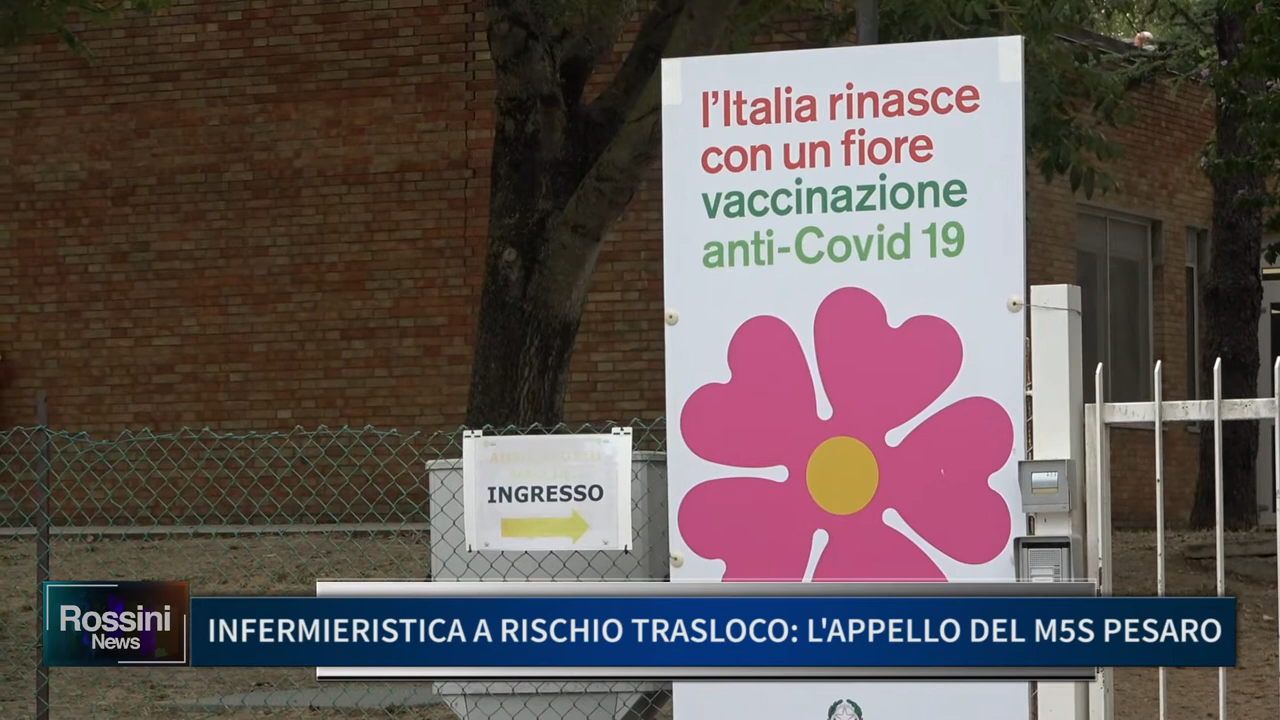 l'Italia rinasce
con un fiore
vaccinazione
anti-Covid 19
INGRESSO
Rossini
News
INFERMIERISTICA A RISCHIO TRASLOCO: L'APPELLO DEL M5S PESARO